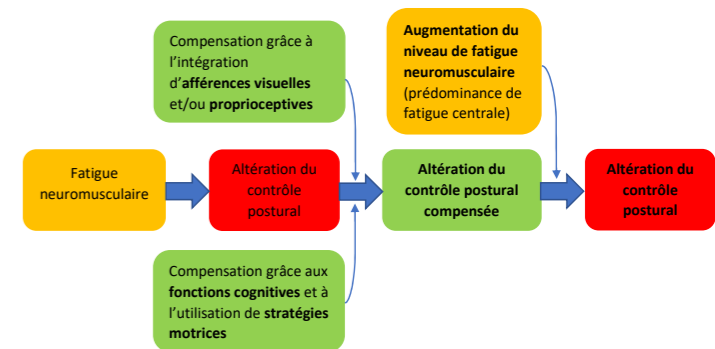 Compensation grâce à
l’intégration
d’afférences visuelles
et/ou proprioceptives
Augmentation du
niveau de fatigue
neuromusculaire
(prédominance de
fatigue centrale)
Fatigue
neuromusculaire
Altération du
contrôle
postural
Altération du
contrôle postural
compensée
Altération du
contrôle
postural
Compensation grâce aux
fonctions cognitives et à
l’utilisation de stratégies
motrices